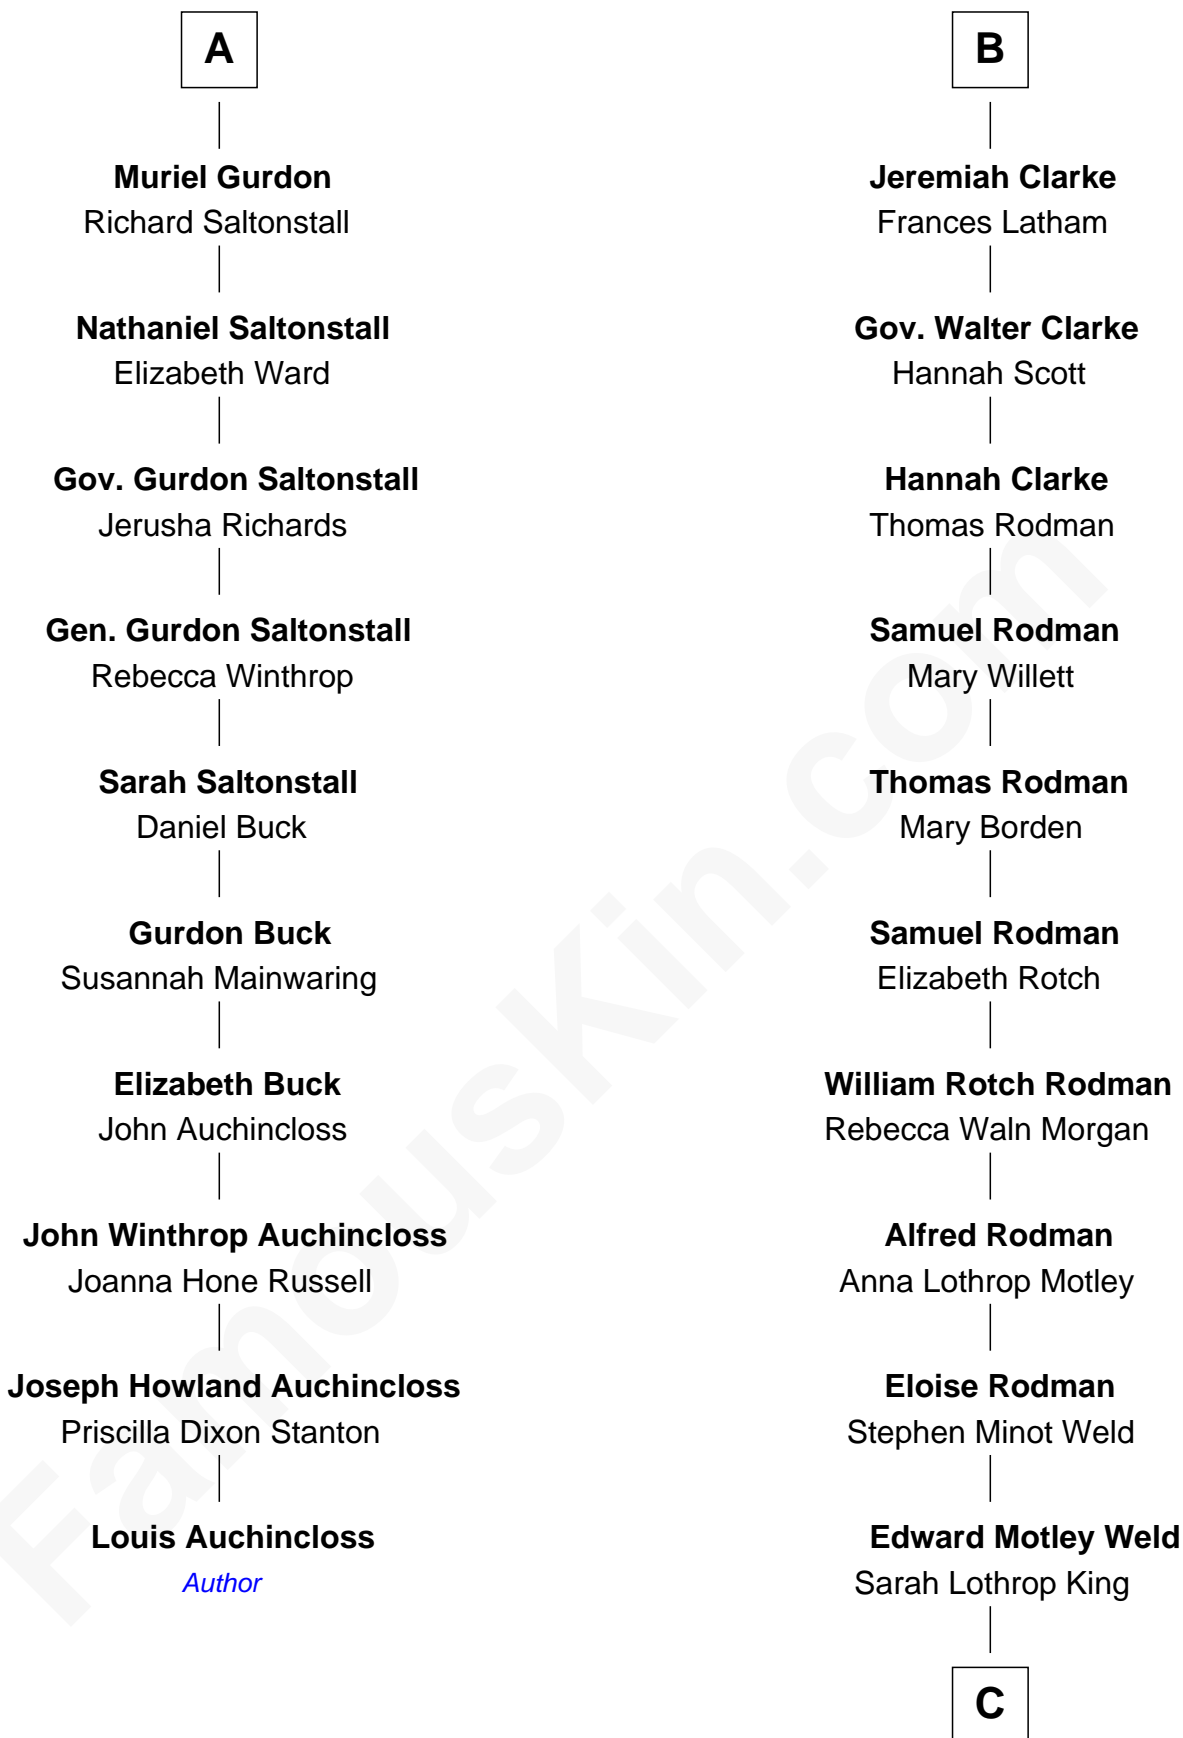 A
Muriel Gurdon
Richard Saltonstall
Nathaniel Saltonstall
Elizabeth Ward
Gov. Gurdon Saltonstall
Jerusha Richards
Gen. Gurdon Saltonstall
Rebecca Winthrop
Sarah Saltonstall
Daniel Buck
Gurdon Buck
Susannah Mainwaring
Elizabeth Buck
John Auchincloss
John Winthrop Auchincloss
Joanna Hone Russell
Joseph Howland Auchincloss
Priscilla Dixon Stanton
Louis Auchincloss
Author
B
Jeremiah Clarke
Frances Latham
Gov. Walter Clarke
Hannah Scott
Hannah Clarke
Thomas Rodman
Samuel Rodman
Mary Willett
Thomas Rodman
Mary Borden
Samuel Rodman
Elizabeth Rotch
William Rotch Rodman
Rebecca Waln Morgan
Alfred Rodman
Anna Lothrop Motley
Eloise Rodman
Stephen Minot Weld
Edward Motley Weld
Sarah Lothrop King
C
FamousKin.com